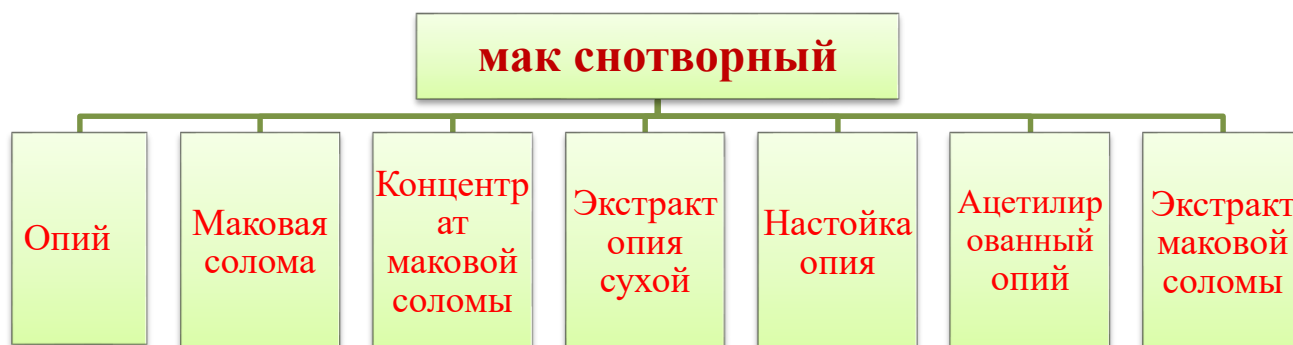 мак снотворный
Опий
Маковая
солома
Концентр
ат
маковой
соломы
Экстракт
опия
сухой
Настойка
опия
Ацетилир
ованный
опий
Экстракт
маковой
соломы